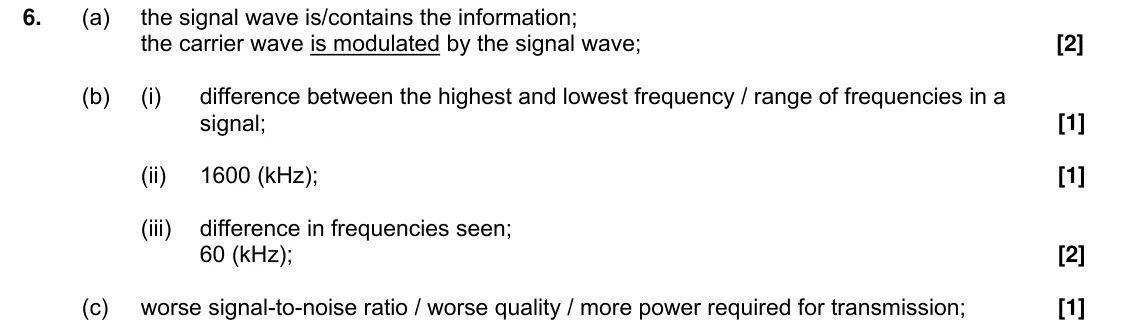 6. (a) the signal wave is/contains the information;
the carrier wave is modulated by the signal wave; [2]
(b) (i) difference between the highest and lowest frequency / range of frequencies in a
signal; [1]
(ii) 1600 (kHz); [1]
(iii) difference in frequencies seen;
60 (kHz); [2]
(c) worse signal-to-noise ratio / worse quality / more power required for transmission; [1]